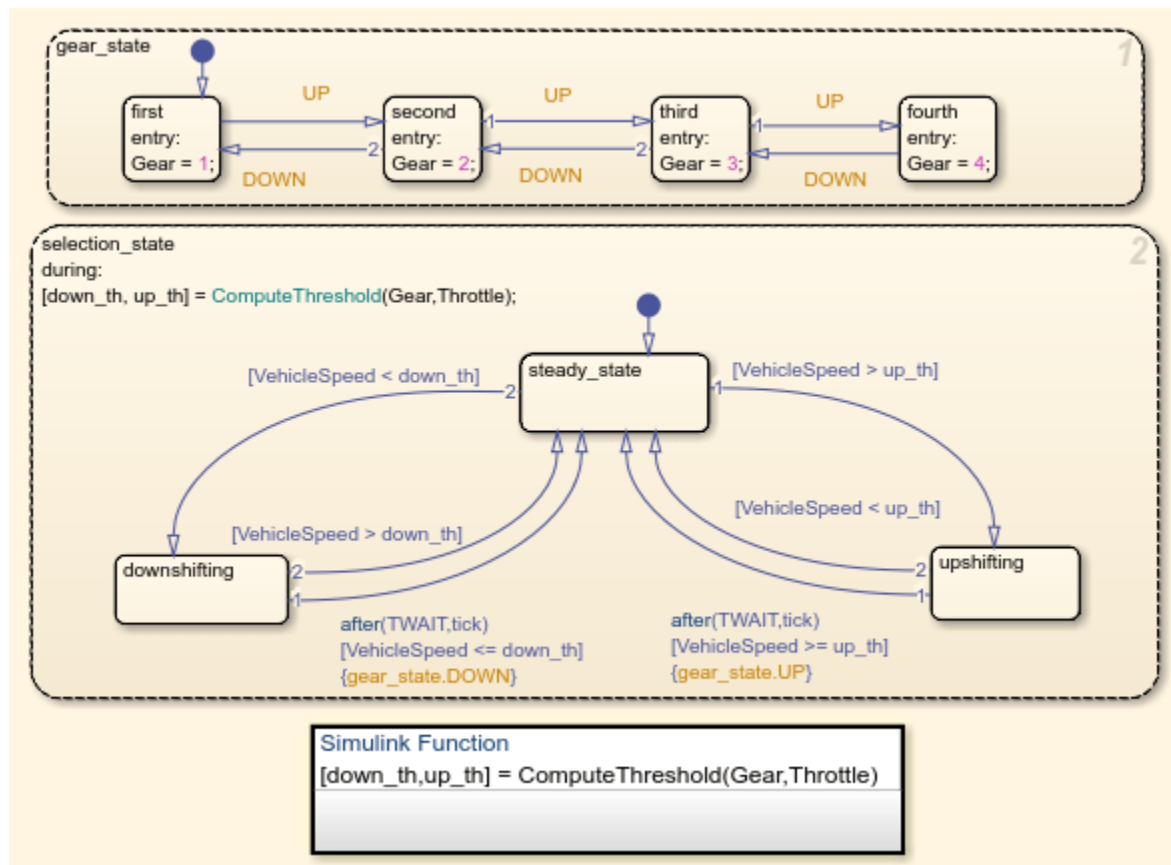 gear_state
1
UP
UP
UP
first
entry:
Gear = 1;
second
entry:
Gear = 2;
1
2
third
entry:
Gear = 3;
1
2
fourth
entry:
Gear = 4;
DOWN
DOWN
DOWN
selection_state
2
during:
[down_th, up_th] = ComputeThreshold(Gear,Throttle);
steady_state
[VehicleSpeed < down_th]
2
1
[VehicleSpeed > up_th]
[VehicleSpeed > down_th]
[VehicleSpeed < up_th]
downshifting
2
1
upshifting
2
1
after(TWAIT,tick)
[VehicleSpeed <= down_th]
{gear_state.DOWN}
after(TWAIT,tick)
[VehicleSpeed >= up_th]
{gear_state.UP}
Simulink Function
[down_th,up_th] = ComputeThreshold(Gear,Throttle)